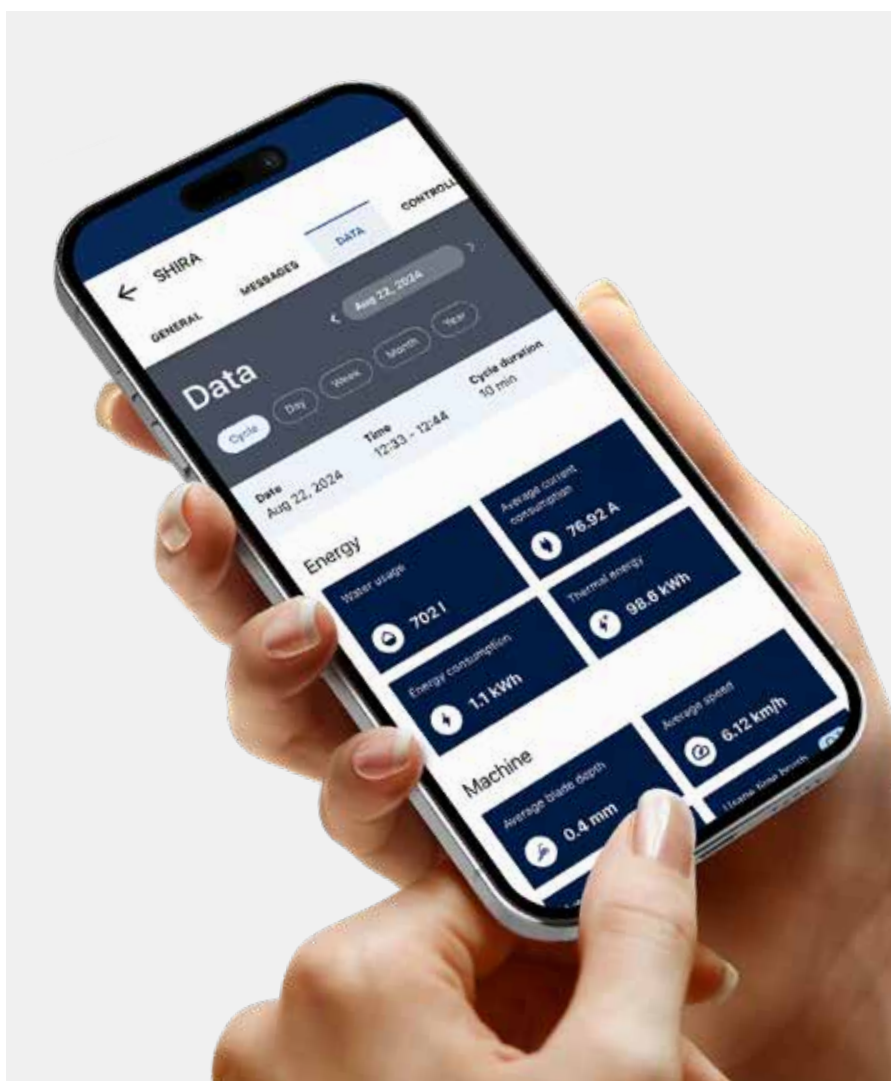 SHIRA
GENERAL MESSAGES DATA CONTROLL
Data
Aug 22, 2024
Cycle Day Week Month Year
Date Time Cycle duration
Aug 22, 2024 12:33 - 12:44 10 min
Energy
Water usage
702 l
Average current
consumption
76.92 A
Energy consumption
1.1 kWh
Thermal energy
98.6 kWh
Machine
Average blade depth
0.4 mm
Average speed
6.12 km/h
Usage time brush